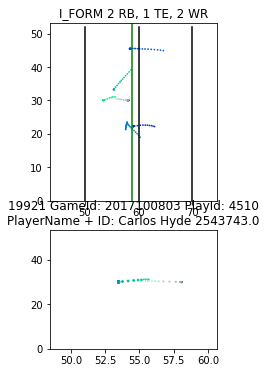 I_FORM 2 RB, 1 TE, 2 WR
50
40
30
20
10
0
50 60 70
19921 GameId: 2017100803 PlayId: 4510
PlayerName + ID: Carlos Hyde 2543743.0
40
20
0
50.0 52.5 55.0 57.5 60.0